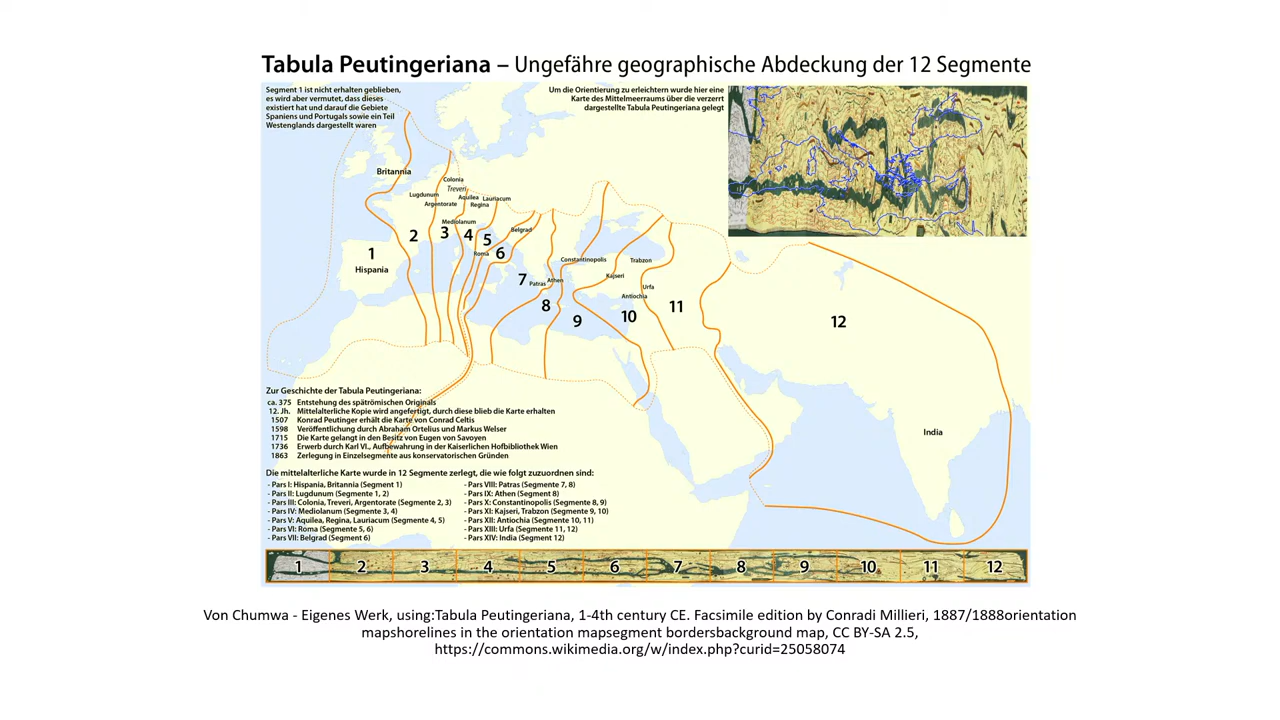 Tabula Peutingeriana – Ungefähre geographische Abdeckung der 12 Segmente
Segment 1 ist nicht erhalten geblieben,
es wird aber vermutet, dass dieses
existiert hat und darauf die Gebiete
Spaniens und Portugals sowie ein Teil
Westenglands dargestellt waren
Um die Orientierung zu erleichtern wurde hier eine
Karte des Mittelmeerraums über die verzerrt
dargestellte Tabula Peutingeriana gelegt
Britannia
Colonia
Treveri
Lugdunum
Aquilea
Lauriacum
Argentorate
Regina
Mediolanum
Belgrad
1
2
3
4
5
6
Roma
Hispania
Constantinopolis
Trabzon
7
Patras
Athen
Kajseri
Urfa
Antiochia
8
9
10
11
12
India
Zur Geschichte der Tabula Peutingeriana:
ca. 375 Entstehung des spätrömischen Originals
12. Jh. Mittelalterliche Kopie wird angefertigt, durch diese blieb die Karte erhalten
1507 Konrad Peutinger erhält die Karte von Conrad Celtis
1598 Veröffentlichung durch Abraham Ortelius und Markus Welser
1715 Die Karte gelangt in den Besitz von Eugen von Savoyen
1736 Erwerb durch Karl VI., Aufbewahrung in der Kaiserlichen Hofbibliothek Wien
1863 Zerlegung in Einzelsegmente aus konservatorischen Gründen
Die mittelalterliche Karte wurde in 12 Segmente zerlegt, die wie folgt zuzuordnen sind:
- Pars I: Hispania, Britannia (Segment 1)
- Pars II: Lugdunum (Segmente 1, 2)
- Pars III: Colonia, Treveri, Argentorate (Segmente 2, 3)
- Pars IV: Mediolanum (Segmente 3, 4)
- Pars V: Aquilea, Regina, Lauriacum (Segmente 4, 5)
- Pars VI: Roma (Segmente 5, 6)
- Pars VII: Belgrad (Segment 6)
- Pars VIII: Patras (Segmente 7, 8)
- Pars IX: Athen (Segment 8)
- Pars X: Constantinopolis (Segmente 8, 9)
- Pars XI: Kajseri, Trabzon (Segmente 9, 10)
- Pars XII: Antiochia (Segmente 10, 11)
- Pars XIII: Urfa (Segmente 11, 12)
- Pars XIV: India (Segment 12)
1 2 3 4 5 6 7 8 9 10 11 12
Von Chumwa - Eigenes Werk, using:Tabula Peutingeriana, 1-4th century CE. Facsimile edition by Conradi Millieri, 1887/1888orientation
mapshorelines in the orientation mapsegment bordersbackground map, CC BY-SA 2.5,
https://commons.wikimedia.org/w/index.php?curid=25058074